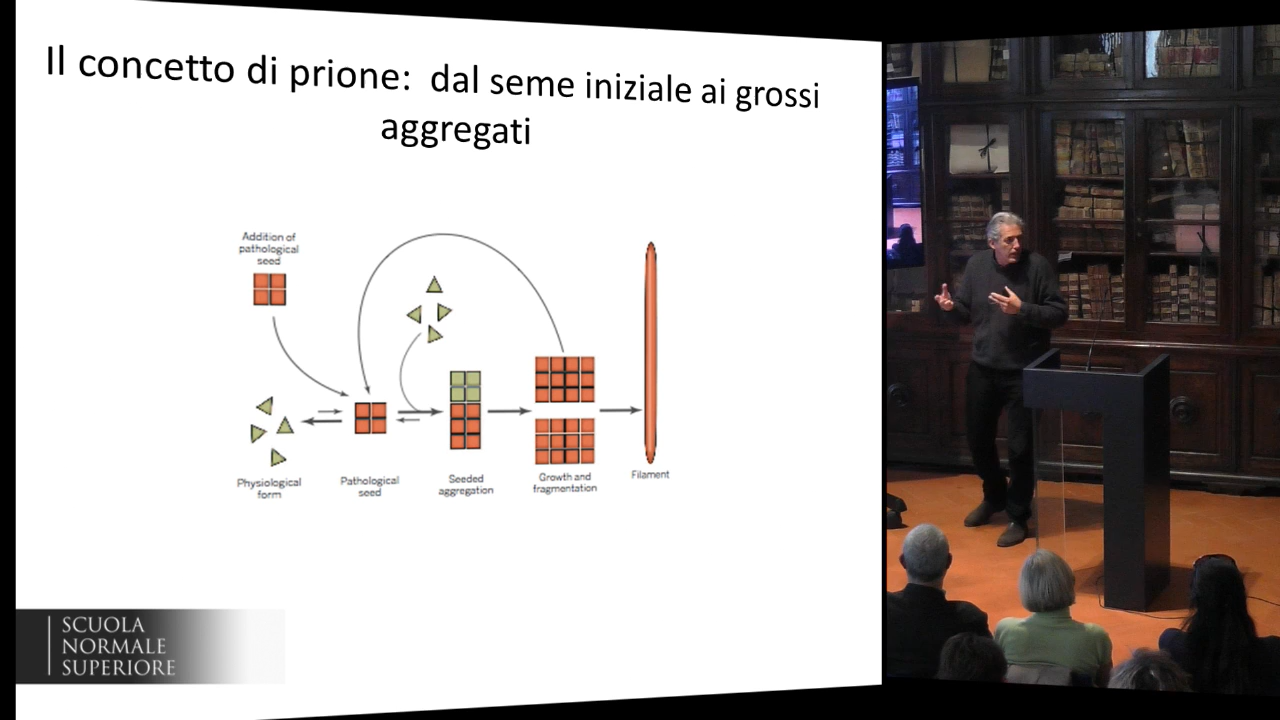 Il concetto di prione: dal seme iniziale ai grossi
aggregati
Addition of
pathological
seed
Physiological
form
Pathological
seed
Seeded
aggregation
Growth and
fragmentation
Filament
SCUOLA
NORMALE
SUPERIORE